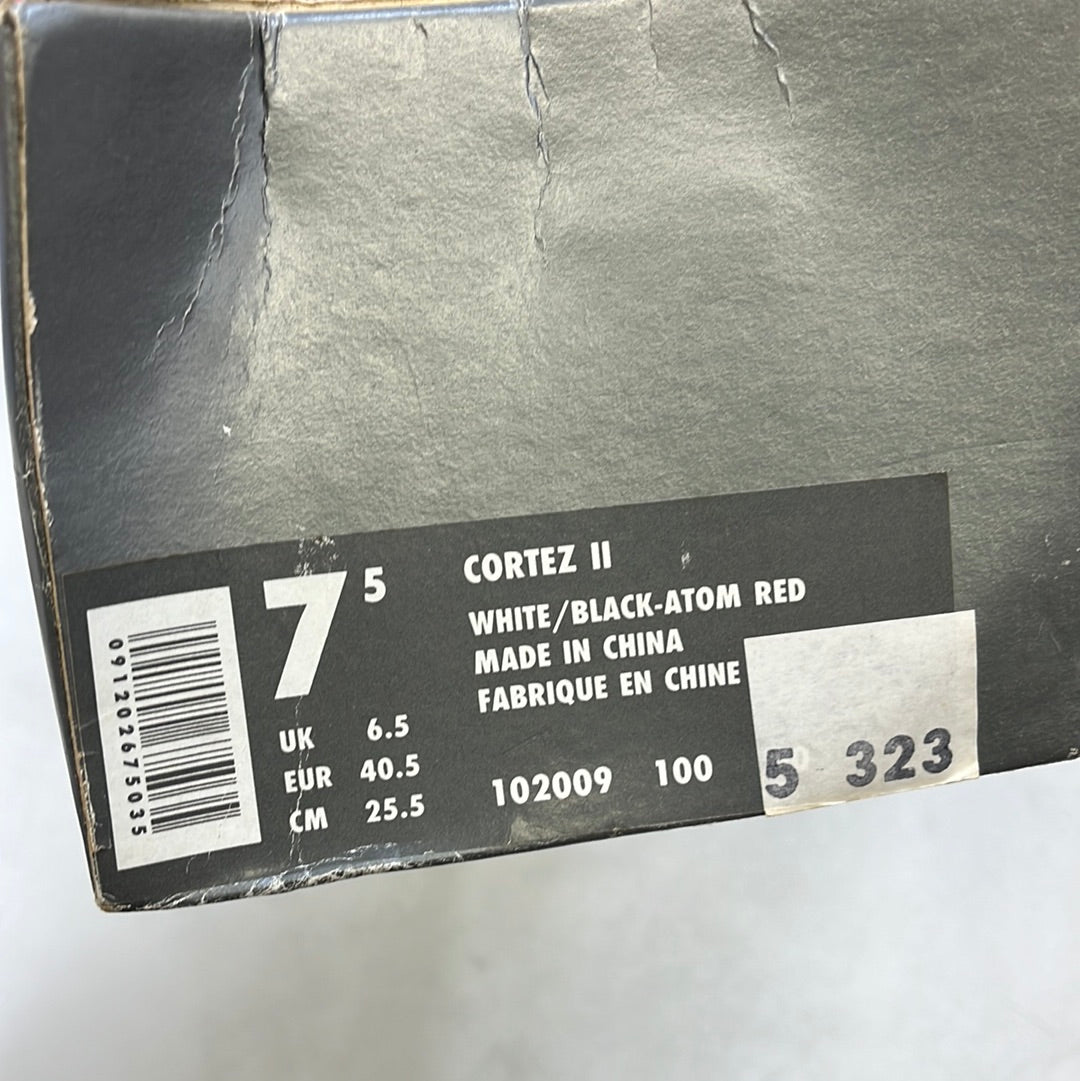 7 5
UK 6.5
EUR 40.5
CM 25.5
CORTEZ II
WHITE/BLACK-ATOM RED
MADE IN CHINA
FABRIQUE EN CHINE
102009 100
5 323
091202675035